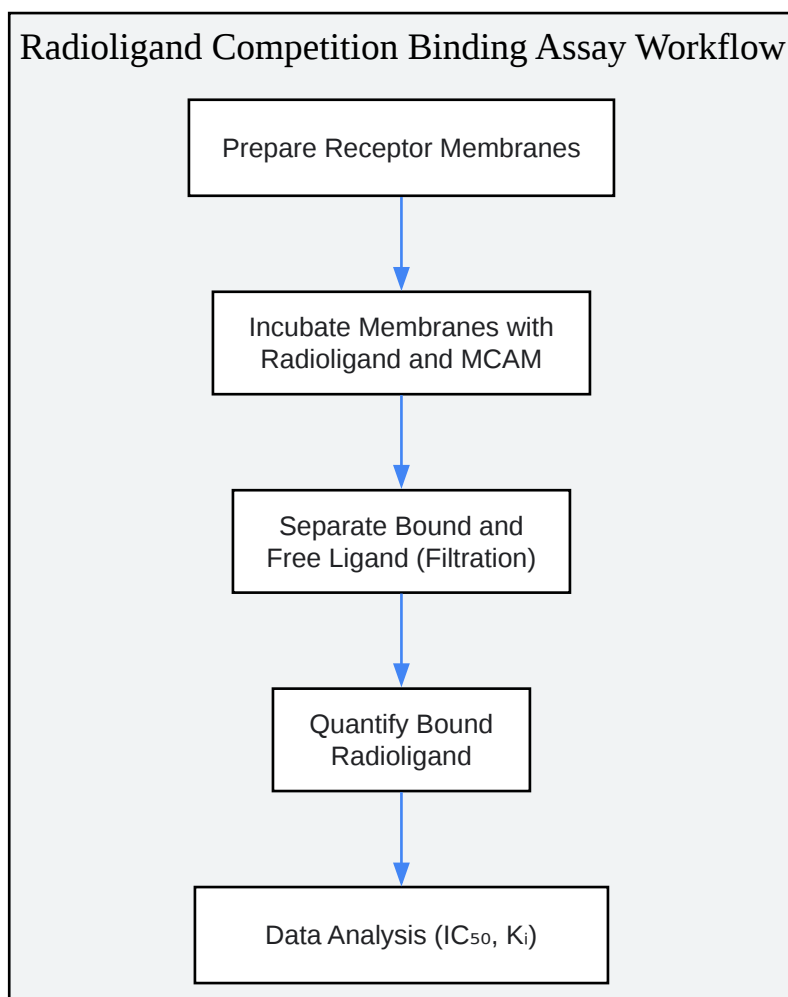 Radioligand Competition Binding Assay Workflow
Prepare Receptor Membranes
Incubate Membranes with
Radioligand and MCAM
Separate Bound and
Free Ligand (Filtration)
Quantify Bound
Radioligand
Data Analysis (IC₅₀, Kᵢ)